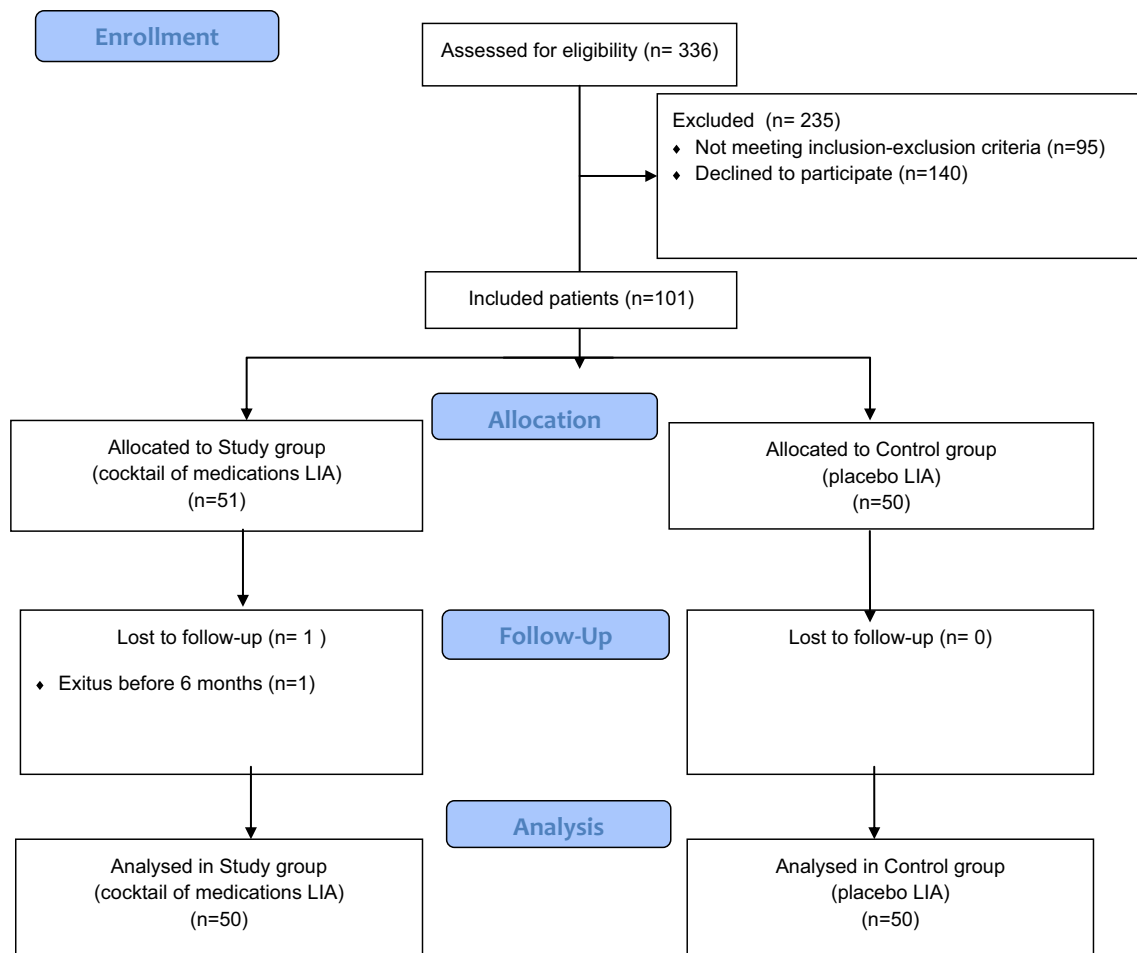 Enrollment
Assessed for eligibility (n= 336)
Excluded (n= 235)
♦ Not meeting inclusion-exclusion criteria (n=95)
♦ Declined to participate (n=140)
Included patients (n=101)
Allocation
Allocated to Study group
(cocktail of medications LIA)
(n=51)
Allocated to Control group
(placebo LIA)
(n=50)
Follow-Up
Lost to follow-up (n= 1 )
♦ Exitus before 6 months (n=1)
Lost to follow-up (n= 0)
Analysis
Analysed in Study group
(cocktail of medications LIA)
(n=50)
Analysed in Control group
(placebo LIA)
(n=50)